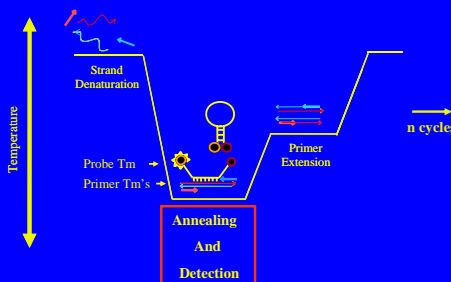 Temperature
Strand
Denaturation
Probe Tm
Primer Tm's
Annealing
And
Detection
Primer
Extension
n cycles